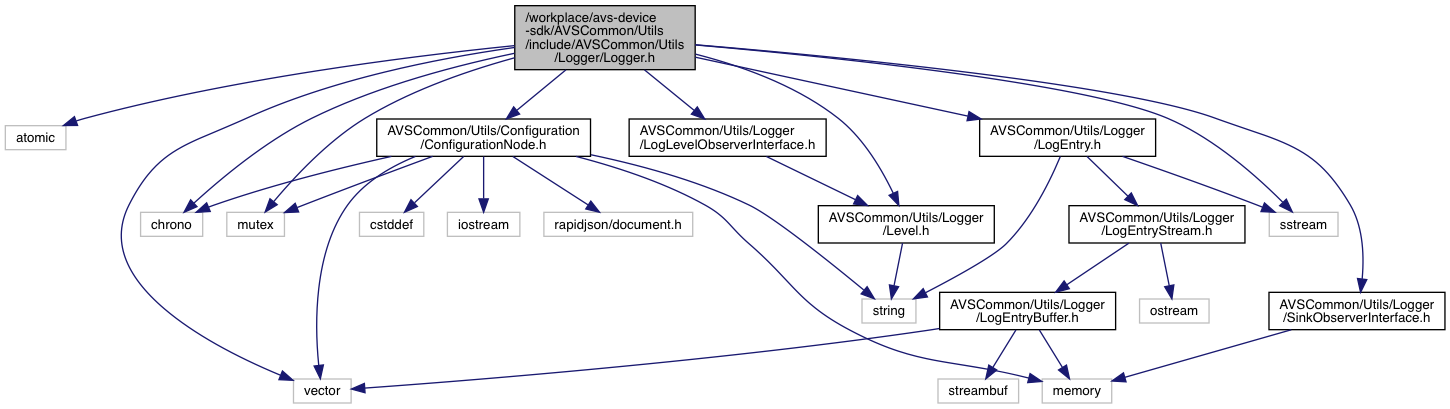 /workplace/avs-device
-sdk/AVSCommon/Utils
/include/AVSCommon/Utils
/Logger/Logger.h
atomic
AVSCommon/Utils/Configuration
/ConfigurationNode.h
AVSCommon/Utils/Logger
/LogLevelObserverInterface.h
AVSCommon/Utils/Logger
/LogEntry.h
chrono
mutex
cstddef
iostream
rapidjson/document.h
AVSCommon/Utils/Logger
/Level.h
AVSCommon/Utils/Logger
/LogEntryStream.h
sstream
string
AVSCommon/Utils/Logger
/LogEntryBuffer.h
ostream
AVSCommon/Utils/Logger
/SinkObserverInterface.h
vector
streambuf
memory